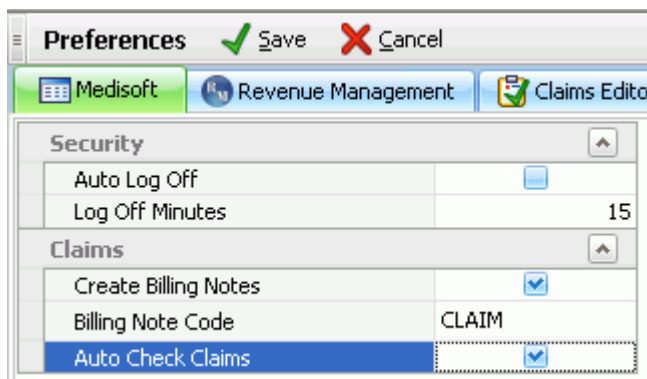 Preferences Save Cancel
Medisoft Revenue Management Claims Edito
Security
Auto Log Off
Log Off Minutes 15
Claims
Create Billing Notes
Billing Note Code CLAIM
Auto Check Claims